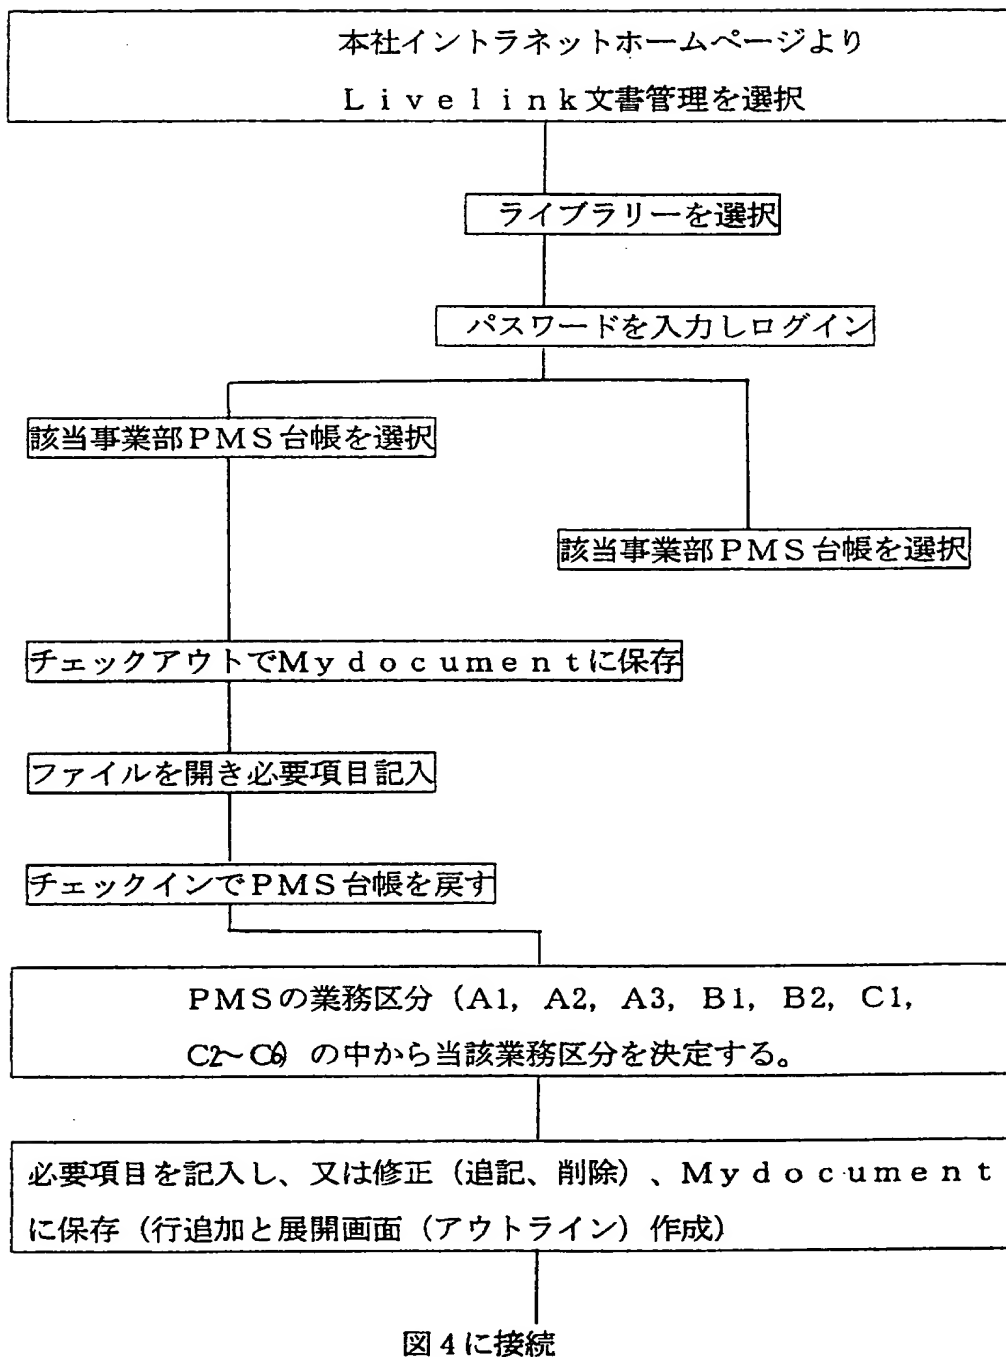 本社イントラネットホームページより
Livelink文書管理を選択
ライブラリーを選択
パスワードを入力しログイン
該当事業部PMS台帳を選択
該当事業部PMS台帳を選択
チェックアウトでMydocumentに保存
ファイルを開き必要項目記入
チェックインでPMS台帳を戻す
PMSの業務区分（A1, A2, A3, B1, B2, C1,
C2～C6）の中から当該業務区分を決定する。
必要項目を記入し、又は修正（追記、削除）、Mydocument
に保存（行追加と展開画面（アウトライン）作成）
図4に接続